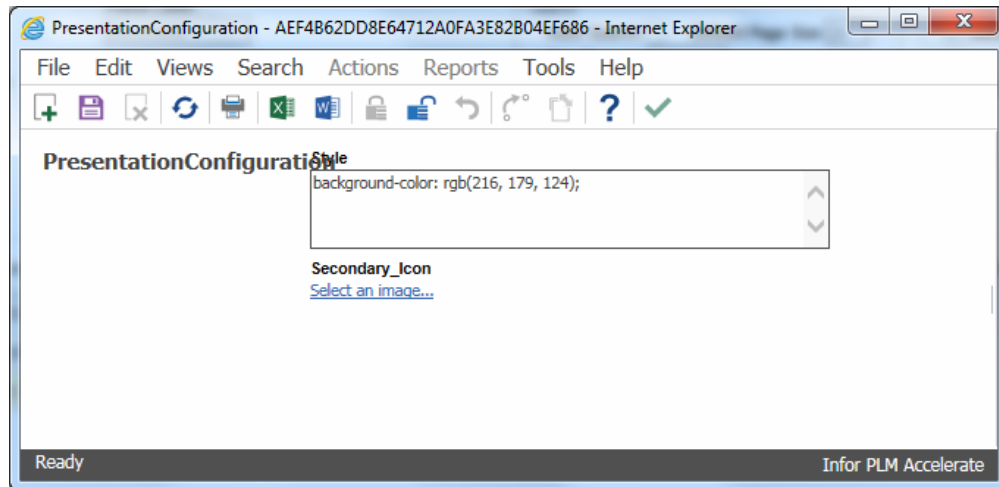 PresentationConfiguration - AEF4B62DD8E64712A0FA3E82B04EF686 - Internet Explorer
File Edit Views Search Actions Reports Tools Help
PresentationConfiguration
Style
background-color: rgb(216, 179, 124);
Secondary_Icon
Select an image...
Ready
Infor PLM Accelerate